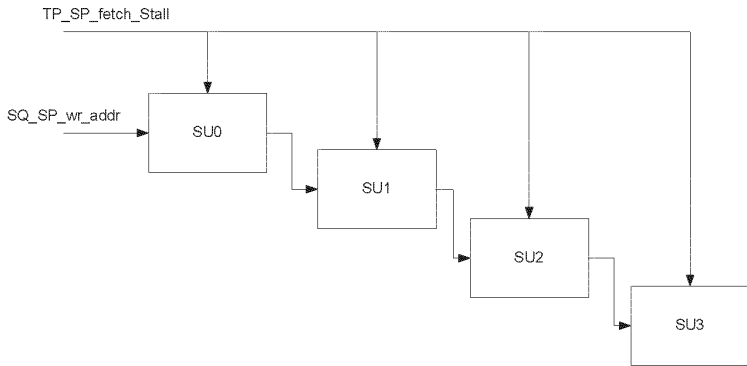 TP_SP_fetch_Stall
SQ_SP_wr_addr
SU0
SU1
SU2
SU3